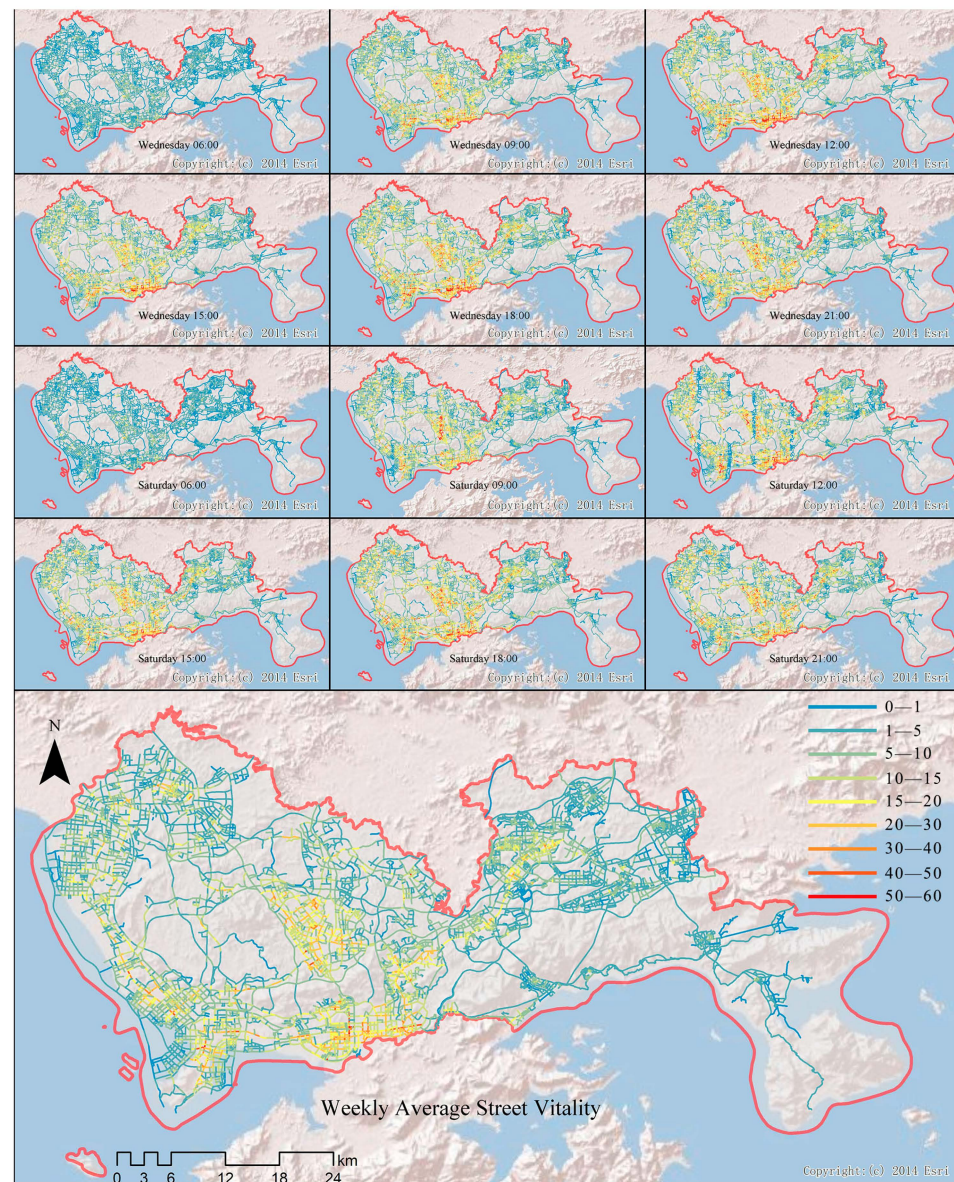 Wednesday 06:00
Copyright:(c) 2014 Esri
Wednesday 09:00
Copyright:(c) 2014 Esri
Wednesday 12:00
Copyright:(c) 2014 Esri
Wednesday 15:00
Copyright:(c) 2014 Esri
Wednesday 18:00
Copyright:(c) 2014 Esri
Wednesday 21:00
Copyright:(c) 2014 Esri
Saturday 06:00
Copyright:(c) 2014 Esri
Saturday 09:00
Copyright:(c) 2014 Esri
Saturday 12:00
Copyright:(c) 2014 Esri
Saturday 15:00
Copyright:(c) 2014 Esri
Saturday 18:00
Copyright:(c) 2014 Esri
Saturday 21:00
Copyright:(c) 2014 Esri
N
0—1
1—5
5—10
10—15
15—20
20—30
30—40
40—50
50—60
Weekly Average Street Vitality
km
0 3 6 12 18 24
Copyright:(c) 2014 Esri